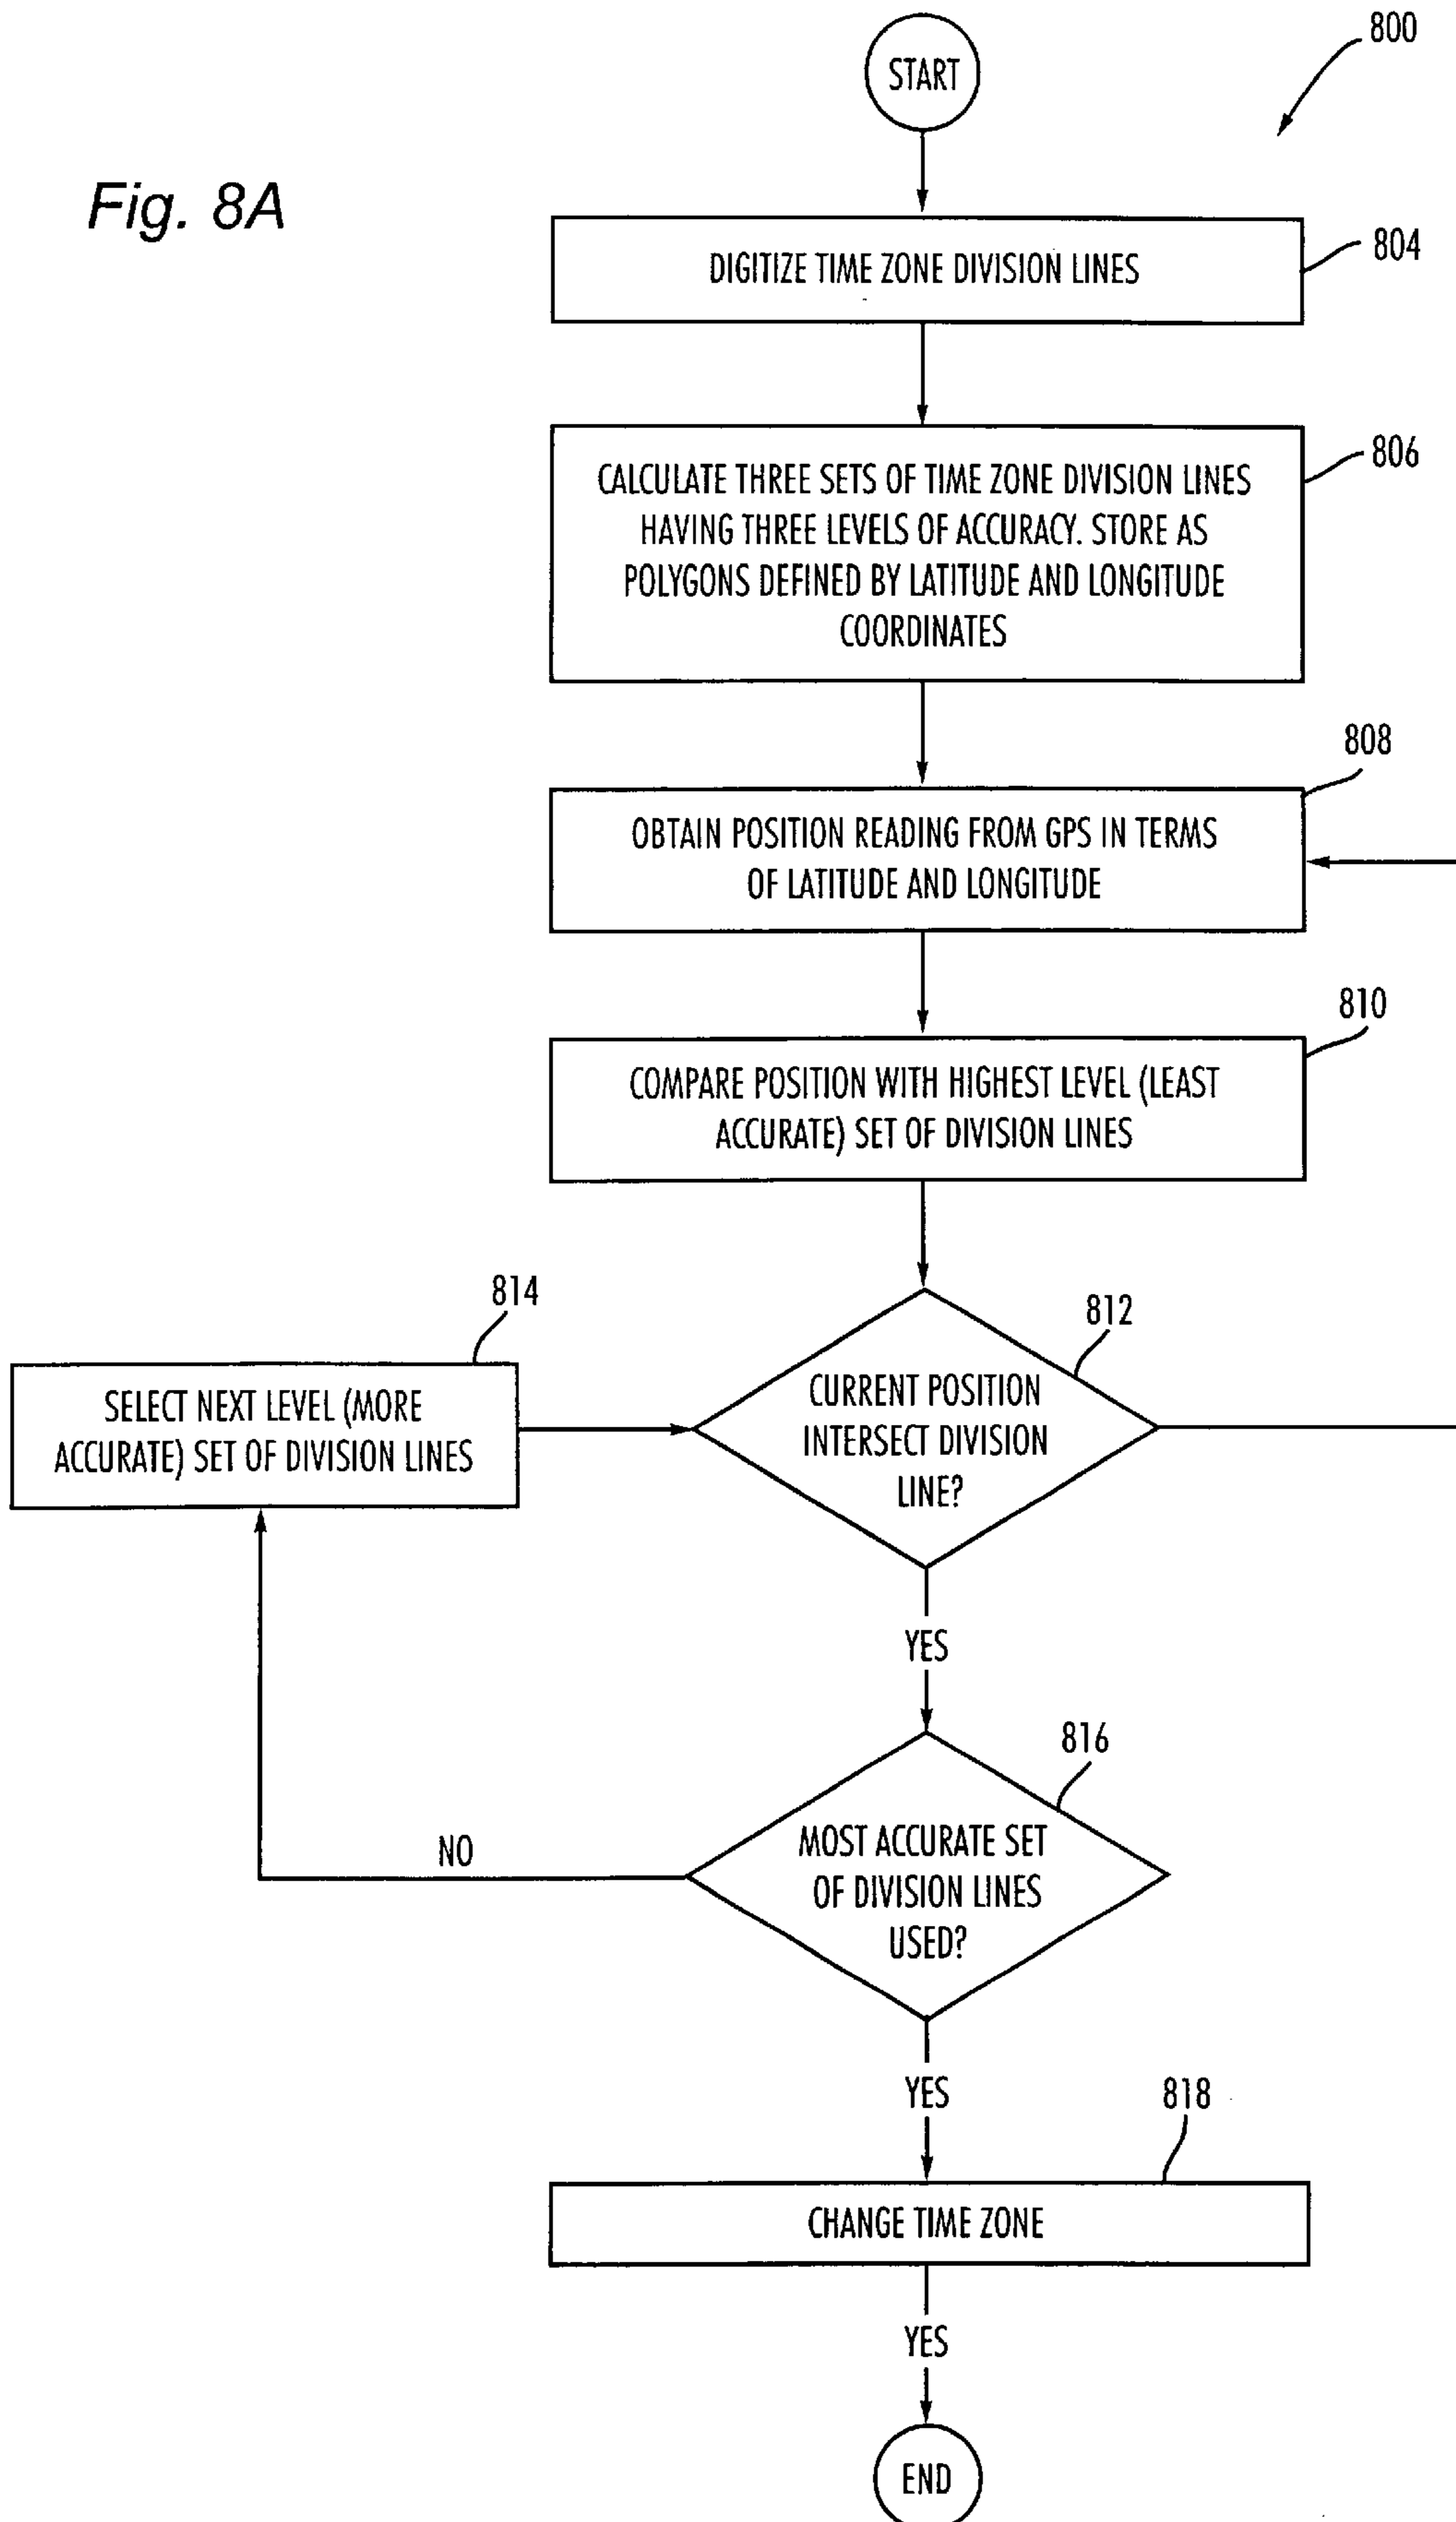 800
START
Fig. 8A
804
DIGITIZE TIME ZONE DIVISION LINES
806
CALCULATE THREE SETS OF TIME ZONE DIVISION LINES
HAVING THREE LEVELS OF ACCURACY. STORE AS
POLYGONS DEFINED BY LATITUDE AND LONGITUDE
COORDINATES
808
OBTAIN POSITION READING FROM GPS IN TERMS
OF LATITUDE AND LONGITUDE
810
COMPARE POSITION WITH HIGHEST LEVEL (LEAST
ACCURATE) SET OF DIVISION LINES
814
812
SELECT NEXT LEVEL (MORE
ACCURATE) SET OF DIVISION LINES
CURRENT POSITION
INTERSECT DIVISION
LINE?
YES
816
MOST ACCURATE SET
OF DIVISION LINES
USED?
NO
YES
818
CHANGE TIME ZONE
YES
END